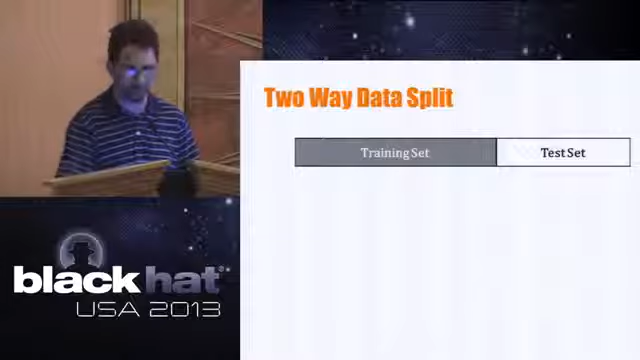 Two Way Data Split
Training Set
Test Set
black hat®
USA 2013